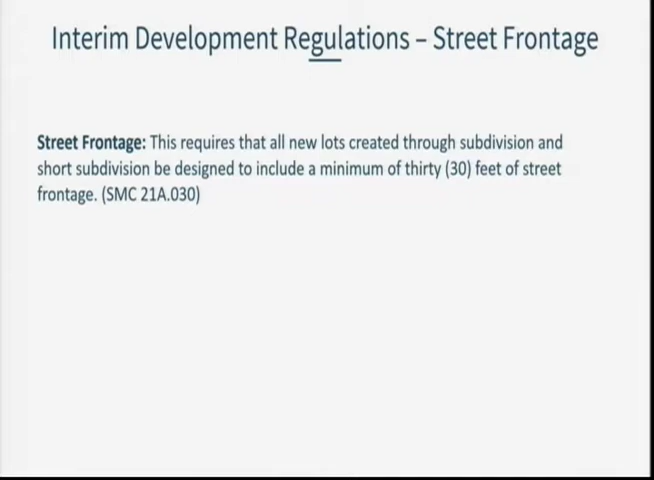 Interim Development Regulations – Street Frontage
Street Frontage: This requires that all new lots created through subdivision and
short subdivision be designed to include a minimum of thirty (30) feet of street
frontage. (SMC 21A.030)